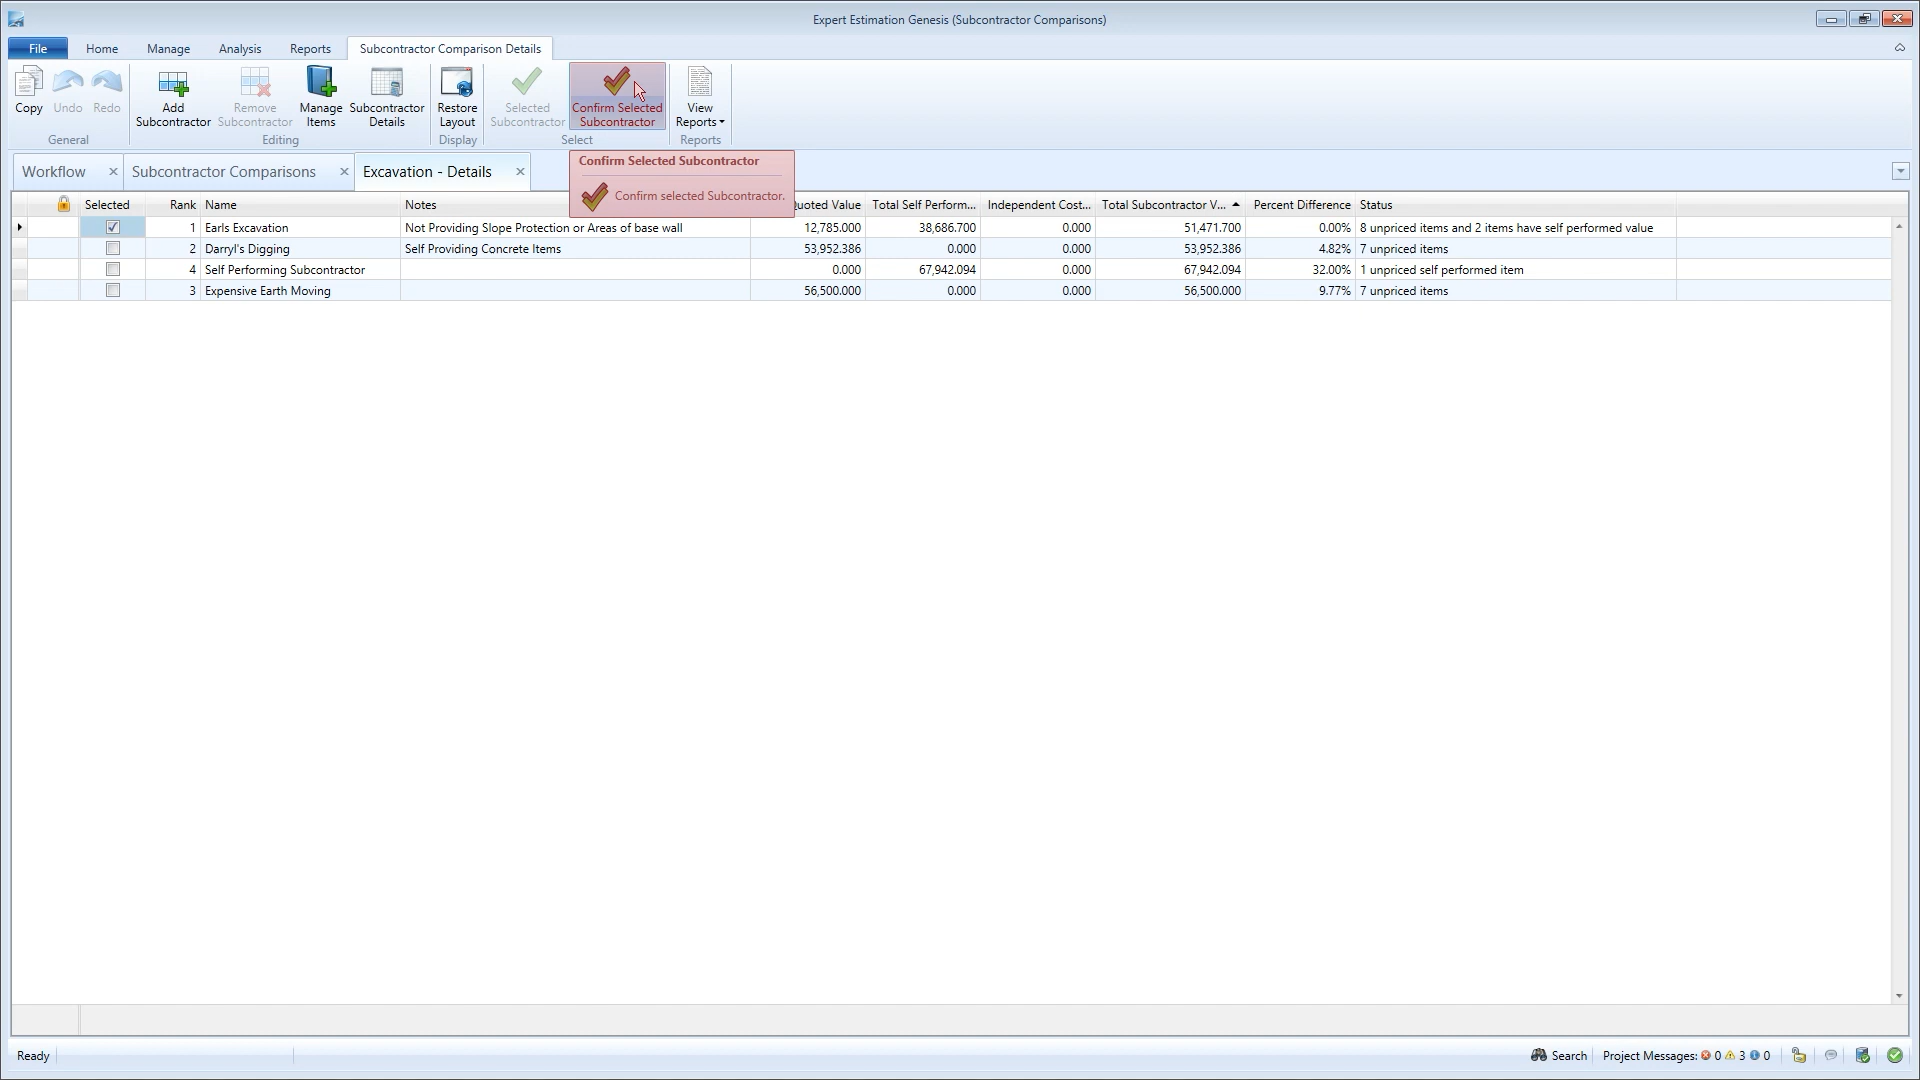 Expert Estimation Genesis (Subcontractor Comparisons)
File Home Manage Analysis Reports Subcontractor Comparison Details
Copy Undo Redo Add Subcontractor Remove Subcontractor Manage Items Subcontractor Details Restore Layout Selected Subcontractor Confirm Selected Subcontractor View Reports
General Editing Display Select Reports
Workflow Subcontractor Comparisons Excavation - Details
Confirm Selected Subcontractor
Confirm selected Subcontractor.
Selected Rank Name Notes Quoted Value Total Self Perform... Independent Cost... Total Subcontractor V... Percent Difference Status
1 Earls Excavation Not Providing Slope Protection or Areas of base wall 12,785.000 38,686.700 0.000 51,471.700 0.00% 8 unpriced items and 2 items have self performed value
2 Darryl's Digging Self Providing Concrete Items 53,952.386 0.000 0.000 53,952.386 4.82% 7 unpriced items
4 Self Performing Subcontractor 0.000 67,942.094 0.000 67,942.094 32.00% 1 unpriced self performed item
3 Expensive Earth Moving 56,500.000 0.000 0.000 56,500.000 9.77% 7 unpriced items
Ready Search Project Messages: 0 3 0